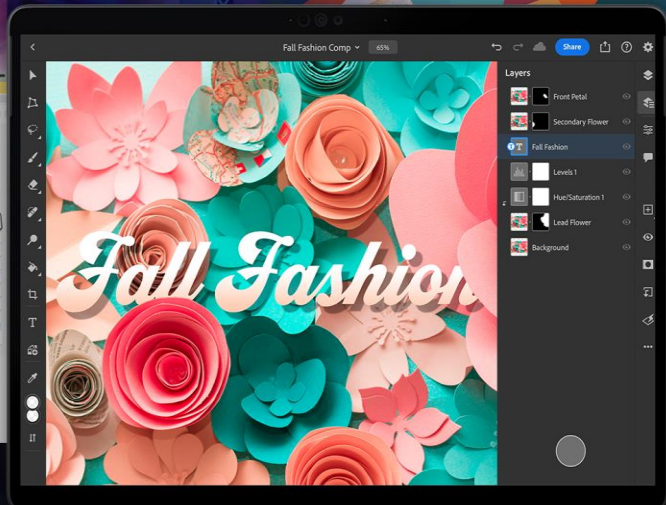 Fall Fashion Comp
65%
Share
Layers
Front Petal
Secondary Flower
Fall Fashion
Levels 1
Hue/Saturation 1
Lead Flower
Background
Fall Fashion